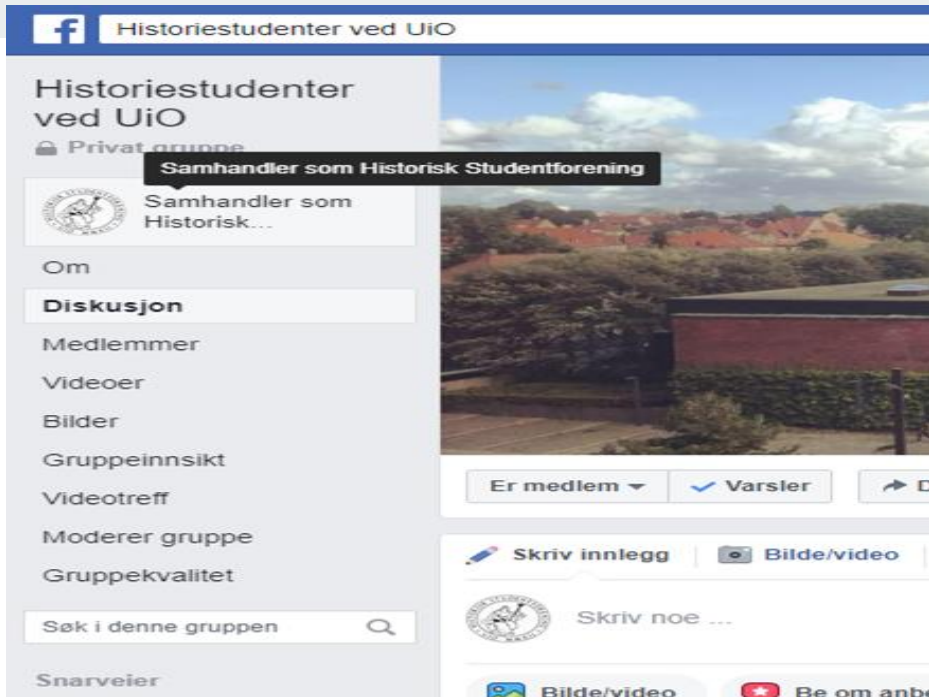 Historiestudenter ved UiO
Historiestudenter
ved UiO
Privat gruppe
Samhandler som Historisk Studentforening
Samhandler som
Historisk...
Om
Diskusjon
Medlemmer
Videoer
Bilder
Gruppeinnsikt
Videotreff
Moderer gruppe
Gruppekvalitet
Søk i denne gruppen
Snarveier
Er medlem
Varsler
D
Skriv innlegg
Bilde/video
Skriv noe ...
Bilde/video
Be om anbe